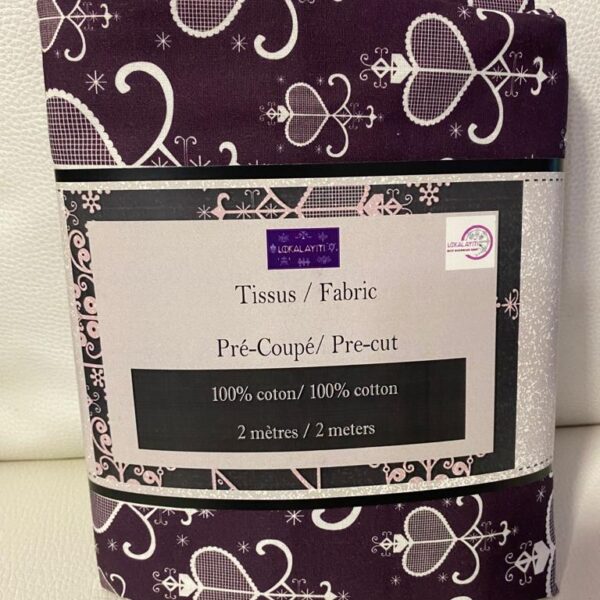 LOKALAYITI
LOKALAYITI
Tissus / Fabric
Pré-Coupé/ Pre-cut
100% coton/ 100% cotton
2 mètres / 2 meters